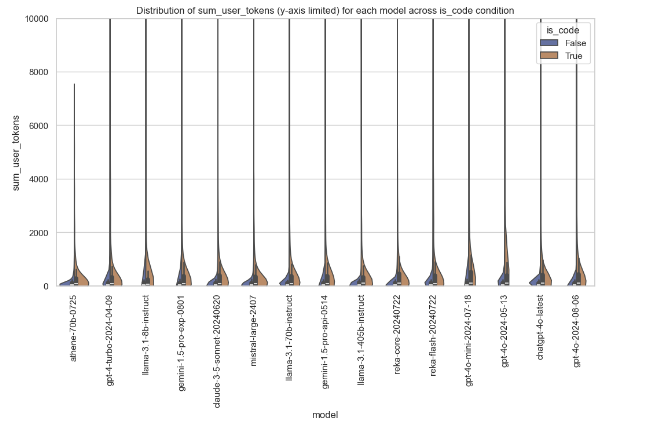 Distribution of sum_user_tokens (y-axis limited) for each model across is_code condition
is_code
False
True
sum_user_tokens
10000
8000
6000
4000
2000
0
athene-70b-0725
gpt-4-turbo-2024-04-09
llama-3.1-8b-instruct
gemini-1.5-pro-exp-0801
claude-3-5-sonnet-20240620
mistral-large-2407
llama-3.1-70b-instruct
gemini-1.5-pro-api-0514
llama-3.1-405b-instruct
reka-core-20240722
reka-flash-20240722
gpt-4o-mini-2024-07-18
gpt-4o-2024-05-13
chatgpt-4o-latest
gpt-4o-2024-08-06
model